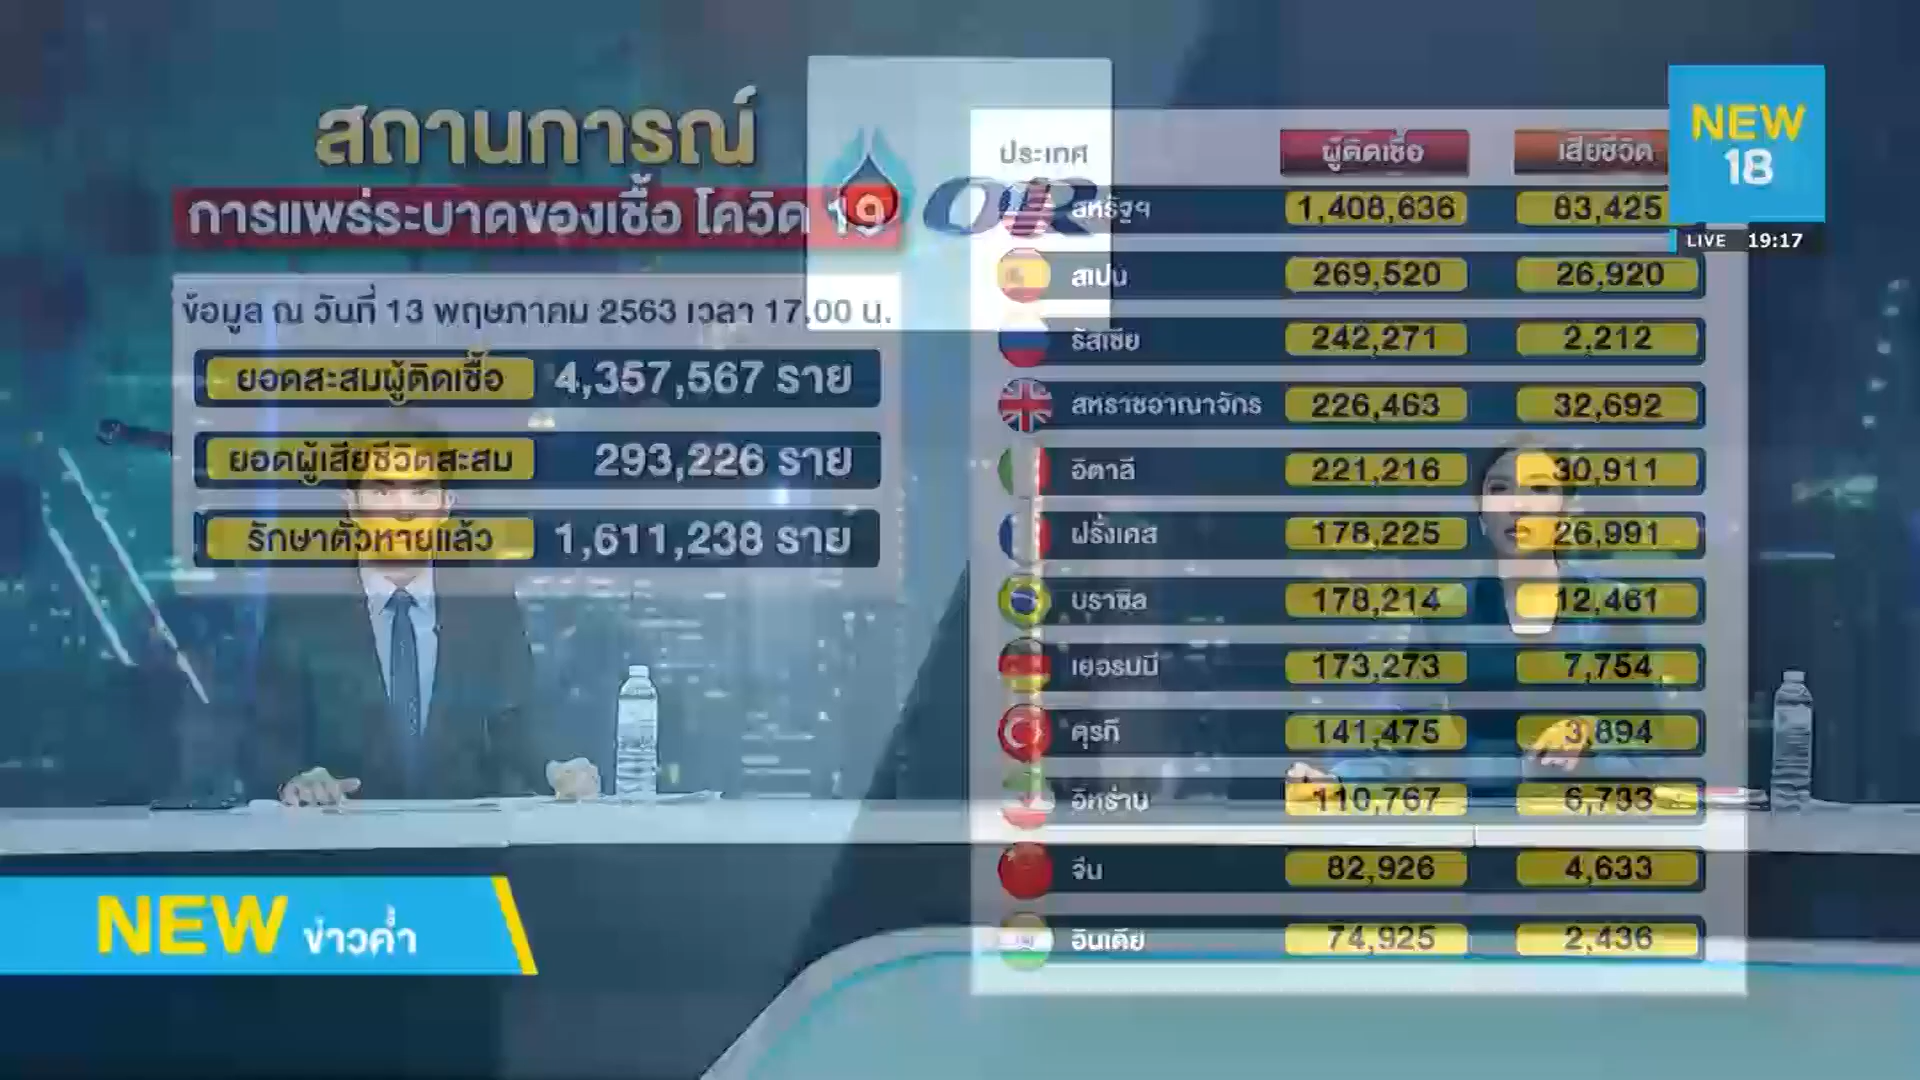 สถานการณ์
การแพร่ระบาดของเชื้อ โควิด 19
ข้อมูล ณ วันที่ 13 พฤษภาคม 2563 เวลา 17.00 น.
ยอดสะสมผู้ติดเชื้อ 4,357,567 ราย
ยอดผู้เสียชีวิตสะสม 293,226 ราย
รักษาตัวหายแล้ว 1,611,238 ราย
OR
ประเทศ ผู้ติดเชื้อ เสียชีวิต
สหรัฐฯ 1,408,636 83,425
สเปน 269,520 26,920
รัสเซีย 242,271 2,212
สหราชอาณาจักร 226,463 32,692
อิตาลี 221,216 30,911
ฝรั่งเศส 178,225 26,991
บราซิล 178,214 12,461
เยอรมนี 173,273 7,754
ตุรกี 141,475 3,894
อิหร่าน 110,767 6,733
จีน 82,926 4,633
อินเดีย 74,925 2,436
NEW
18
LIVE 19:17
NEW ข่าวค่ำ